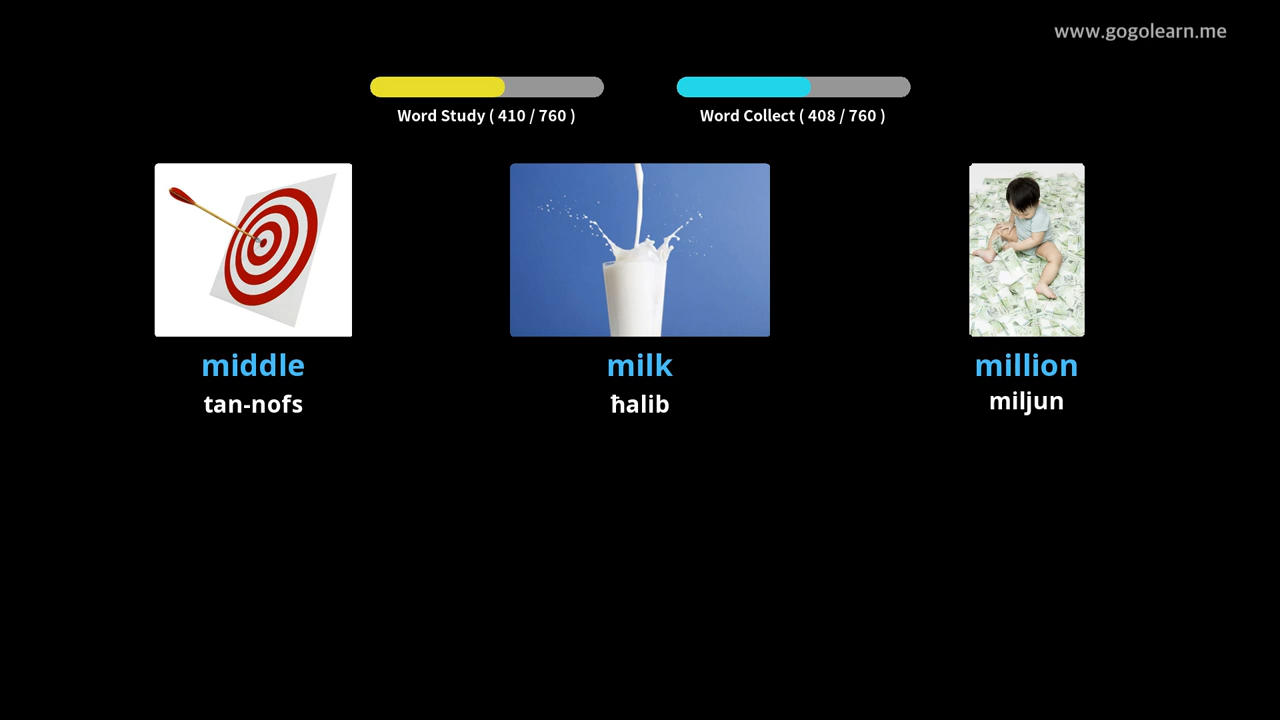 www.gogolearn.me
Word Study ( 410 / 760 )
Word Collect ( 408 / 760 )
middle
tan-nofs
milk
ħalib
million
miljun